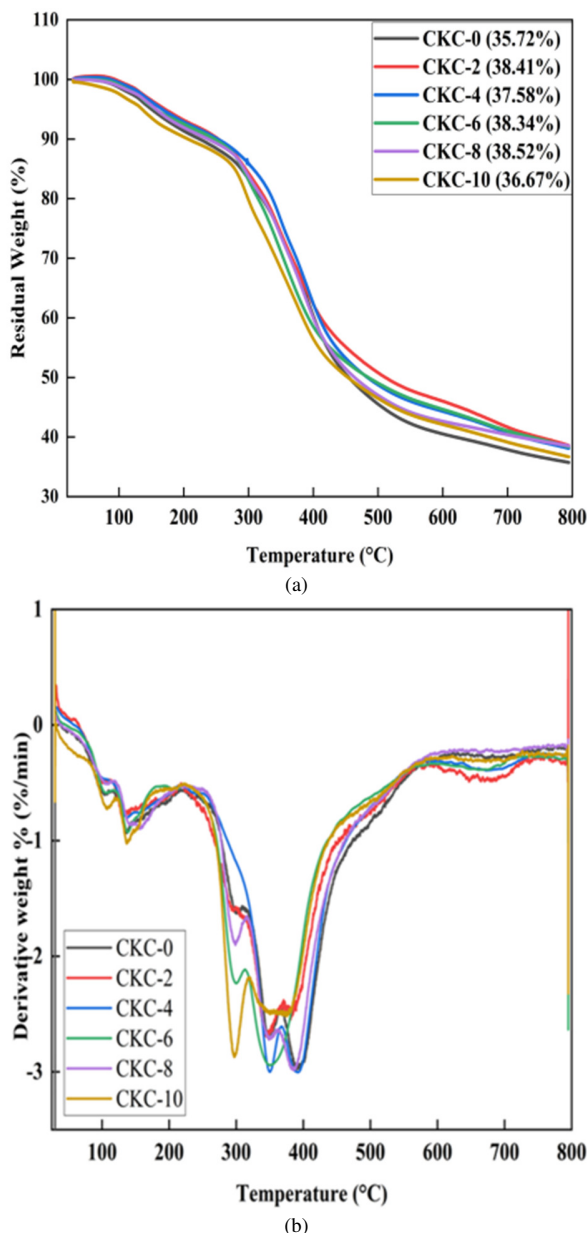 110
100
90
80
70
60
50
40
30
Residual Weight (%)
CKC-0 (35.72%)
CKC-2 (38.41%)
CKC-4 (37.58%)
CKC-6 (38.34%)
CKC-8 (38.52%)
CKC-10 (36.67%)
100 200 300 400 500 600 700 800
Temperature (°C)
(a)
1
0
-1
-2
-3
Derivative weight % (%/min)
CKC-0
CKC-2
CKC-4
CKC-6
CKC-8
CKC-10
100 200 300 400 500 600 700 800
Temperature (°C)
(b)